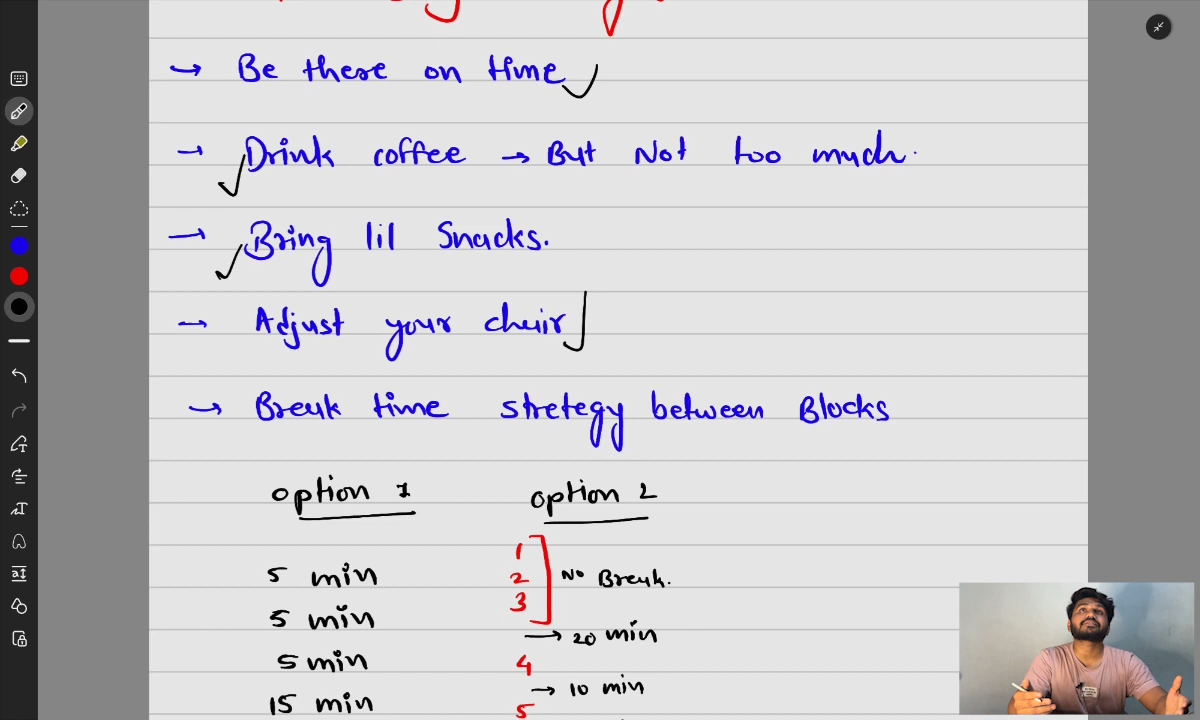 → Be there on time ✓
→ Drink coffee → But Not too much.
→ Bring lil Snacks.
→ Adjust your chair
→ Break time stretegy between Blocks
option 1
5 min
5 min
5 min
15 min
option 2
1
2
3
No Break.
→ 20 min
4
→ 10 min
5